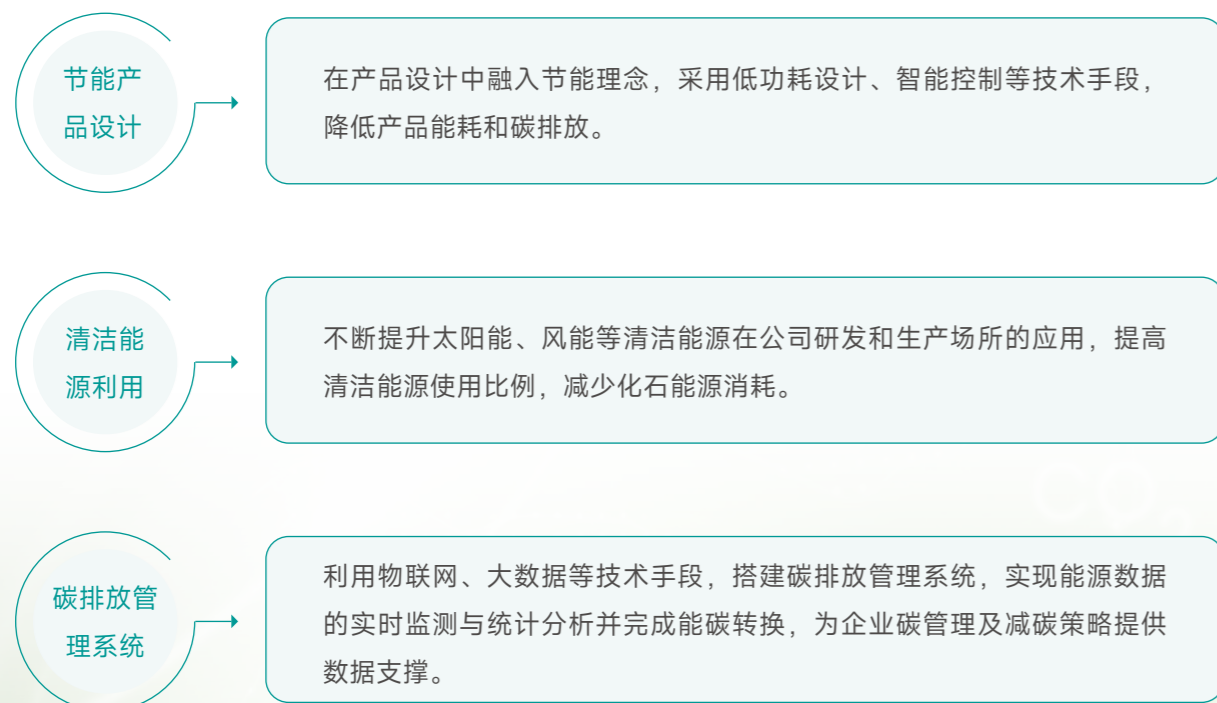 节能产
品设计
在产品设计中融入节能理念，采用低功耗设计、智能控制等技术手段，
降低产品能耗和碳排放。
清洁能
源利用
不断提升太阳能、风能等清洁能源在公司研发和生产场所的应用，提高
清洁能源使用比例，减少化石能源消耗。
CO₂
碳排放管
理系统
利用物联网、大数据等技术手段，搭建碳排放管理系统，实现能源数据
的实时监测与统计分析并完成能碳转换，为企业碳管理及减碳策略提供
数据支撑。